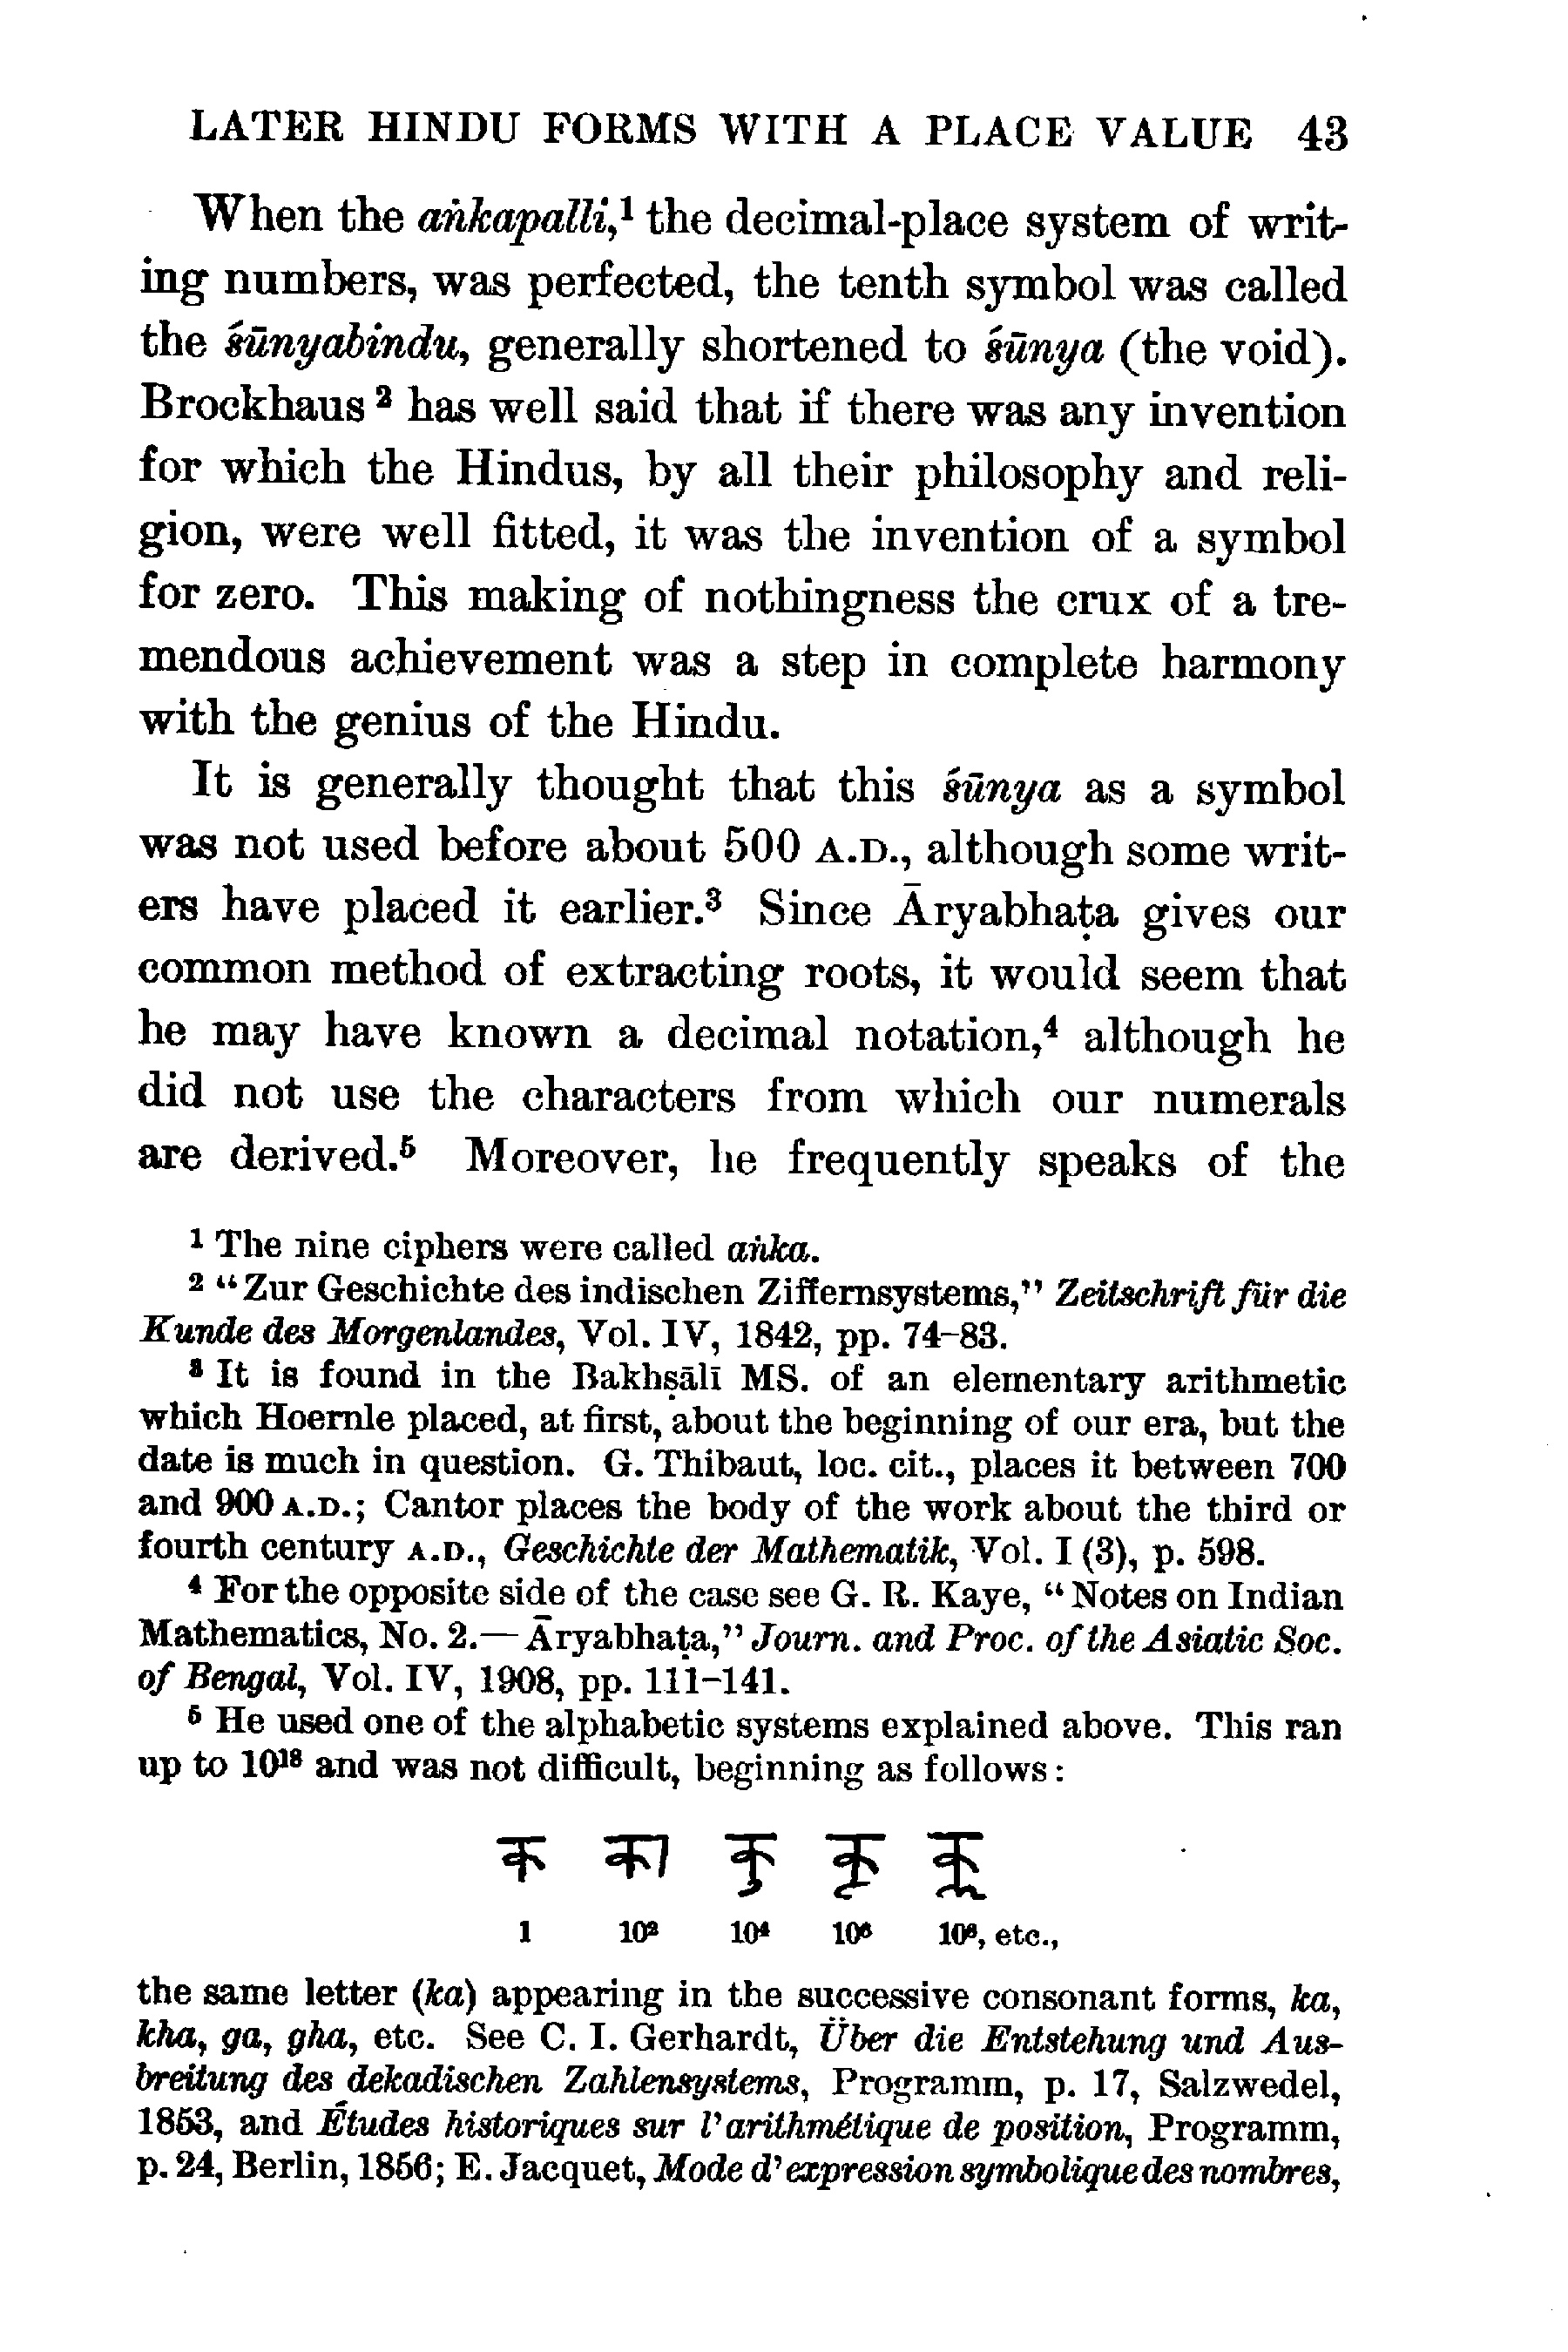 LATER HINDU FORMS WITH A PLACE VALUE 43
When the aṅkapalli,¹ the decimal-place system of writ-
ing numbers, was perfected, the tenth symbol was called
the śūnyabindu, generally shortened to śūnya (the void).
Brockhaus ² has well said that if there was any invention
for which the Hindus, by all their philosophy and reli-
gion, were well fitted, it was the invention of a symbol
for zero. This making of nothingness the crux of a tre-
mendous achievement was a step in complete harmony
with the genius of the Hindu.
It is generally thought that this śūnya as a symbol
was not used before about 500 A.D., although some writ-
ers have placed it earlier.³ Since Āryabhaṭa gives our
common method of extracting roots, it would seem that
he may have known a decimal notation,⁴ although he
did not use the characters from which our numerals
are derived.⁵ Moreover, he frequently speaks of the
¹ The nine ciphers were called aṅka.
² "Zur Geschichte des indischen Ziffernsystems," Zeitschrift für die
Kunde des Morgenlandes, Vol. IV, 1842, pp. 74–83.
³ It is found in the Bakhṣālī MS. of an elementary arithmetic
which Hoernle placed, at first, about the beginning of our era, but the
date is much in question. G. Thibaut, loc. cit., places it between 700
and 900 A.D.; Cantor places the body of the work about the third or
fourth century A.D., Geschichte der Mathematik, Vol. I (3), p. 598.
⁴ For the opposite side of the case see G. R. Kaye, "Notes on Indian
Mathematics, No. 2.— Āryabhaṭa," Journ. and Proc. of the Asiatic Soc.
of Bengal, Vol. IV, 1908, pp. 111–141.
⁵ He used one of the alphabetic systems explained above. This ran
up to 10¹⁸ and was not difficult, beginning as follows:
क का कु कृ कॄ
1 10² 10⁴ 10⁶ 10⁸, etc.,
the same letter (ka) appearing in the successive consonant forms, ka,
kha, ga, gha, etc. See C. I. Gerhardt, Über die Entstehung und Aus-
breitung des dekadischen Zahlensystems, Programm, p. 17, Salzwedel,
1853, and Études historiques sur l'arithmétique de position, Programm,
p. 24, Berlin, 1856; E. Jacquet, Mode d'expression symbolique des nombres,